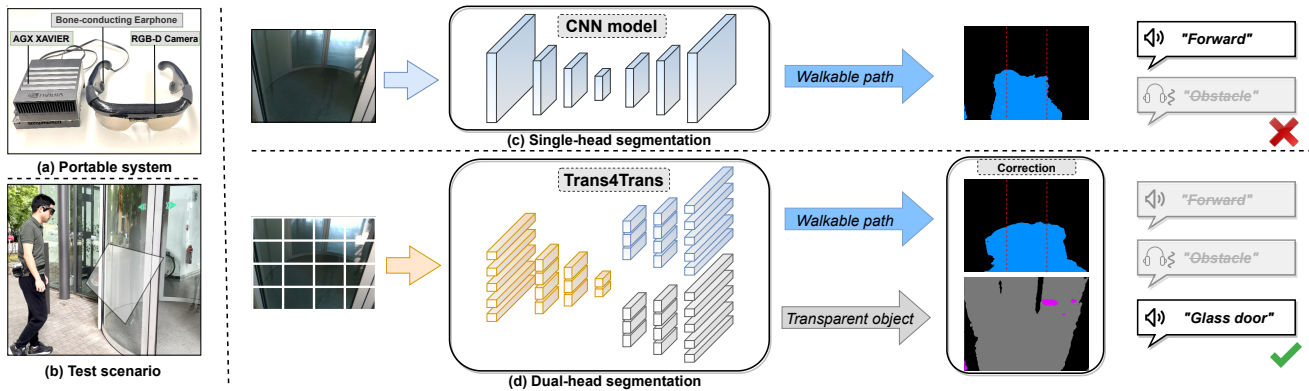 Bone-conducting Earphone
AGX XAVIER
RGB-D Camera
NVIDIA
(a) Portable system
(b) Test scenario
CNN model
Walkable path
"Forward"
"Obstacle"
(c) Single-head segmentation
Trans4Trans
Walkable path
Transparent object
Correction
"Forward"
"Obstacle"
"Glass door"
(d) Dual-head segmentation